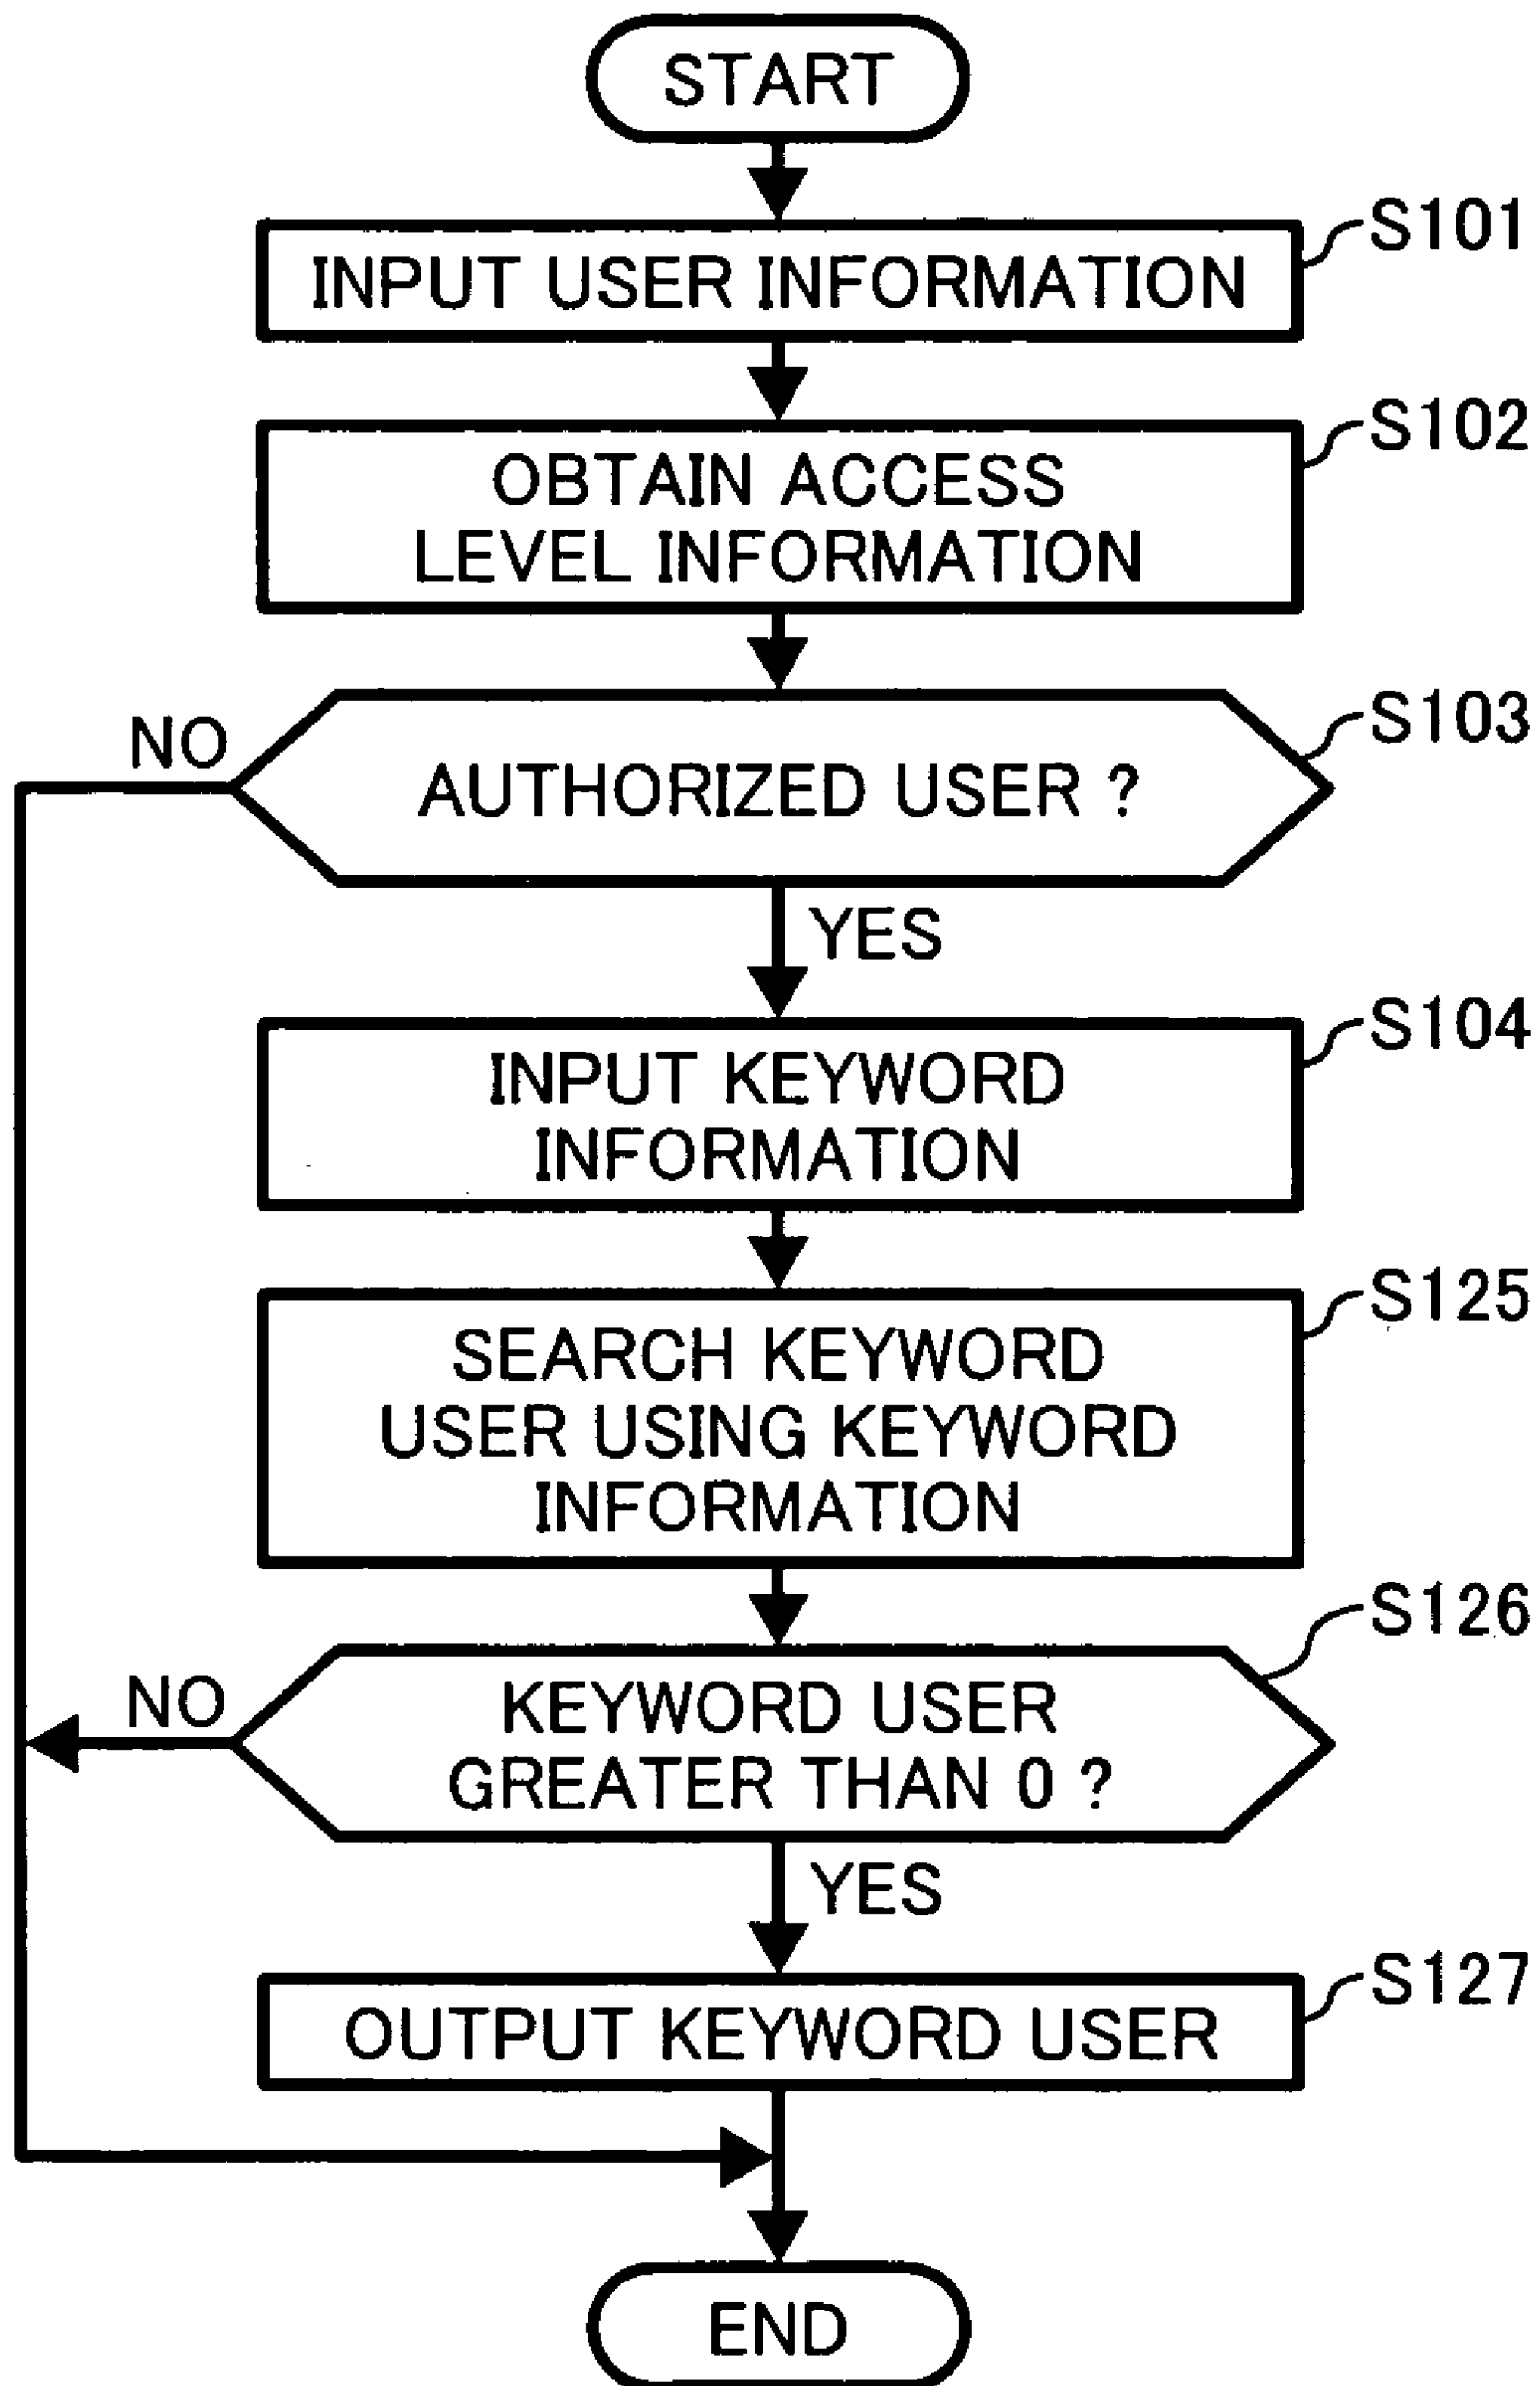 START
INPUT USER INFORMATION
S101
OBTAIN ACCESS
LEVEL INFORMATION
S102
AUTHORIZED USER ?
S103
NO
YES
INPUT KEYWORD
INFORMATION
S104
SEARCH KEYWORD
USER USING KEYWORD
INFORMATION
S125
KEYWORD USER
GREATER THAN 0 ?
S126
NO
YES
OUTPUT KEYWORD USER
S127
END